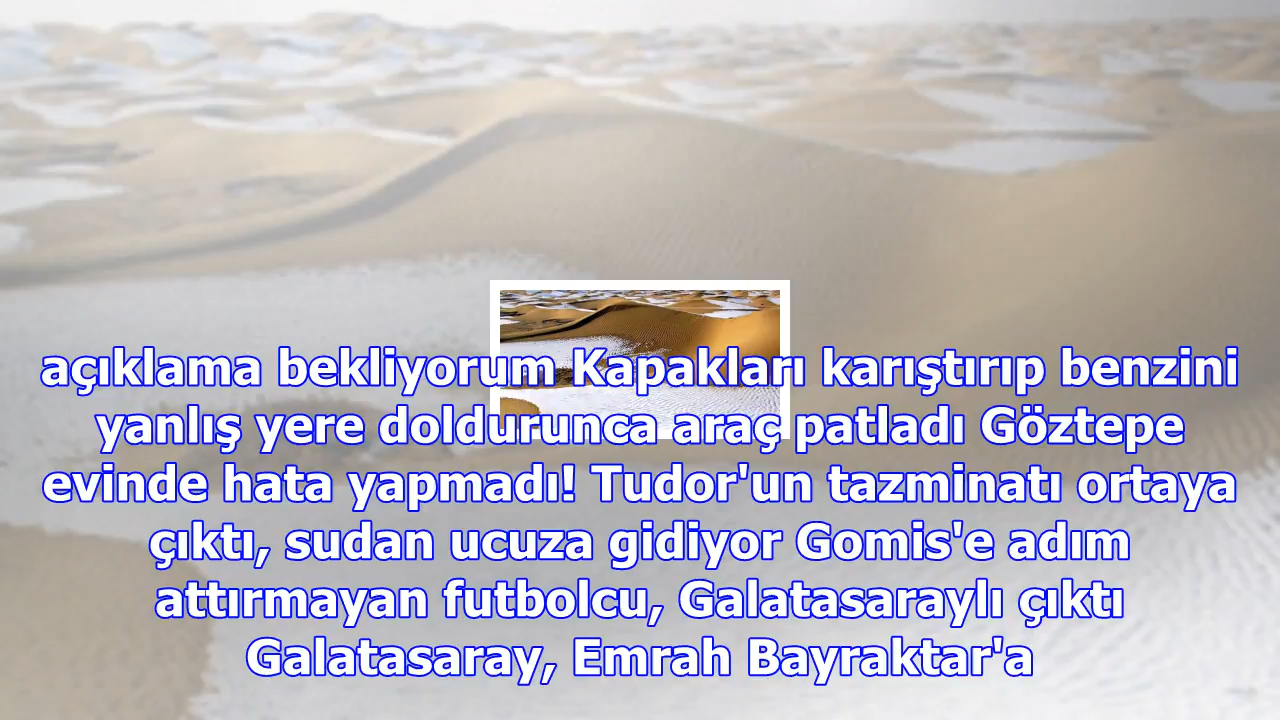 açıklama bekliyorum Kapakları karıştırıp benzini
yanlış yere doldurunca araç patladı Göztepe
evinde hata yapmadı! Tudor'un tazminatı ortaya
çıktı, sudan ucuza gidiyor Gomis'e adım
attırmayan futbolcu, Galatasaraylı çıktı
Galatasaray, Emrah Bayraktar'a